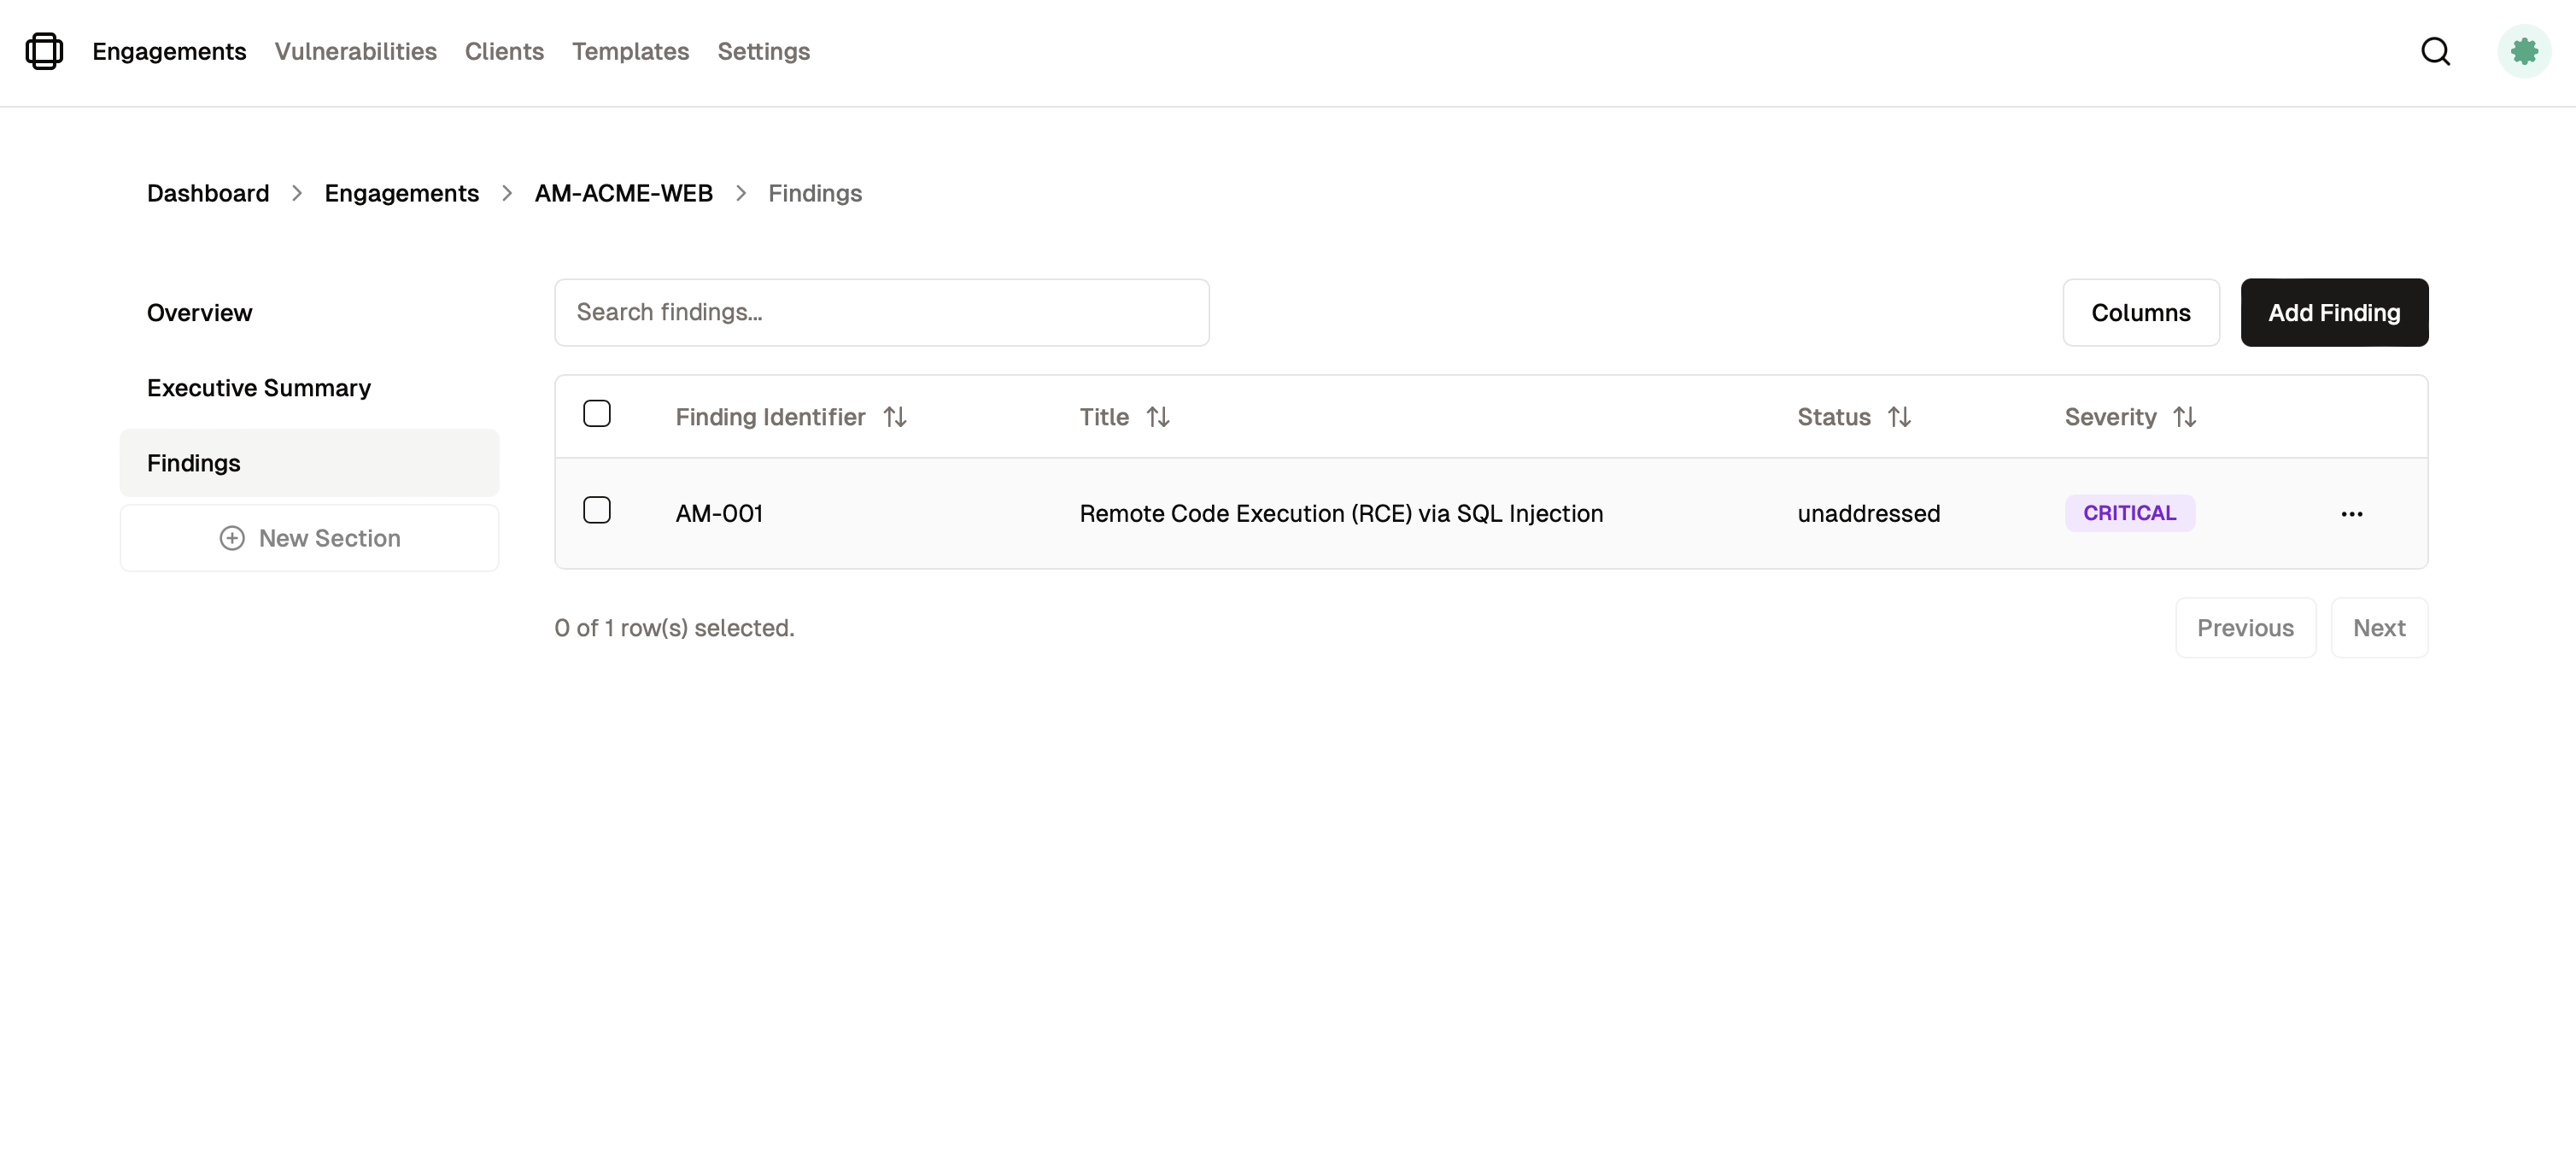 Engagements Vulnerabilities Clients Templates Settings
Dashboard Engagements AM-ACME-WEB Findings
Overview
Executive Summary
Findings
New Section
Search findings...
Columns
Add Finding
Finding Identifier Title Status Severity
AM-001 Remote Code Execution (RCE) via SQL Injection unaddressed CRITICAL
0 of 1 row(s) selected.
Previous Next